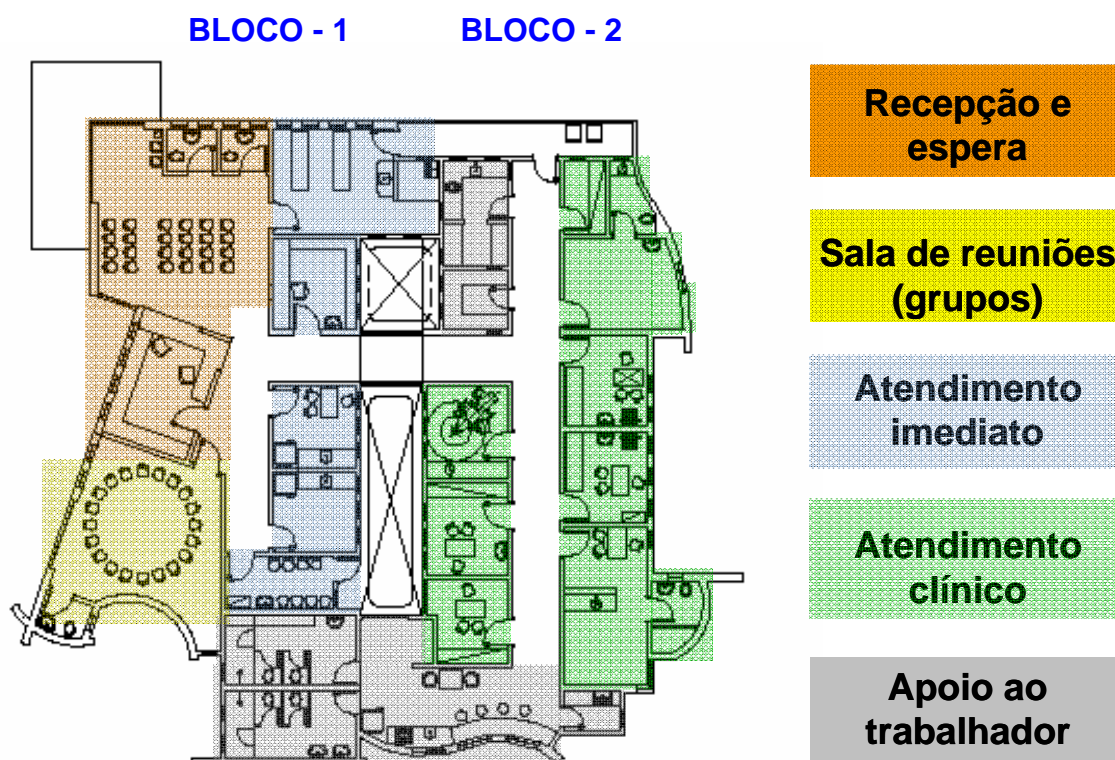 BLOCO - 1
BLOCO - 2
Recepção e
espera
Sala de reuniões
(grupos)
Atendimento
imediato
Atendimento
clínico
Apoio ao
trabalhador